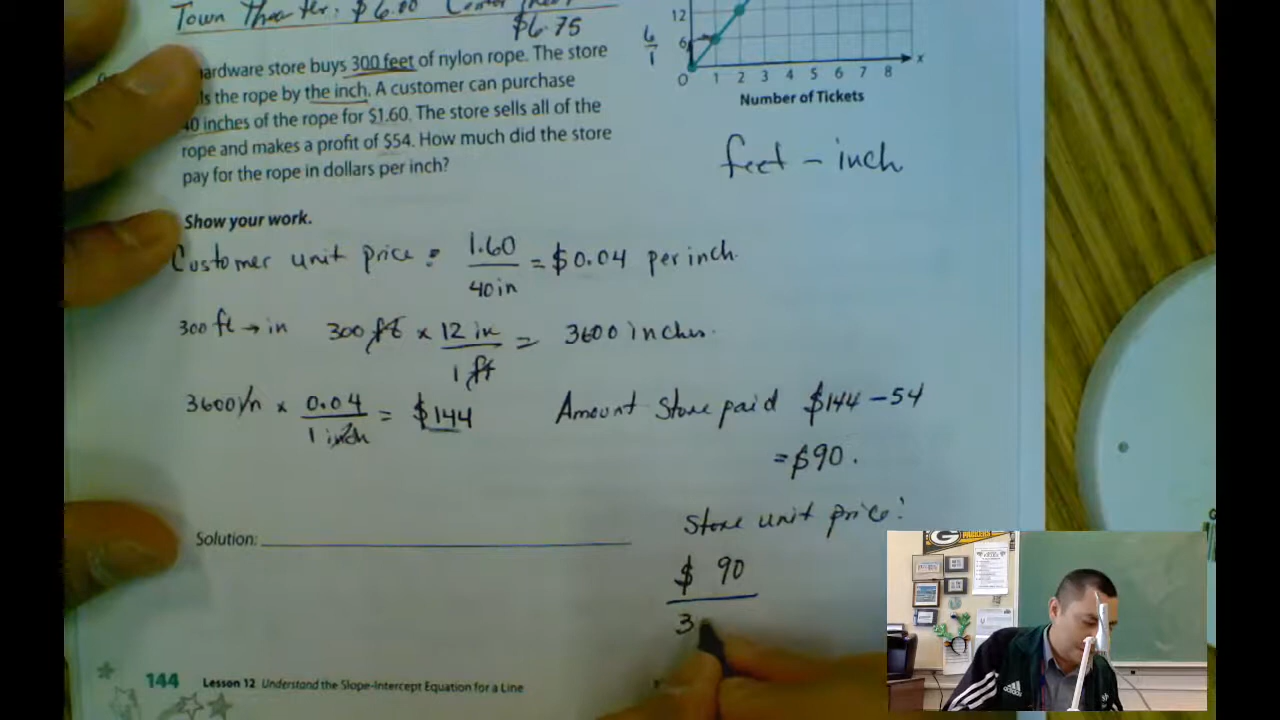 Town Theater: $6.00
$6.75
hardware store buys 300 feet of nylon rope. The store
ls the rope by the inch. A customer can purchase
40 inches of the rope for $1.60. The store sells all of the
rope and makes a profit of $54. How much did the store
pay for the rope in dollars per inch?
12
6
6/1
O 1 2 3 4 5 6 7 8 x
Number of Tickets
feet - inch
Show your work.
Customer unit price: 1.60/40in = $0.04 per inch.
300 ft → in 300 ft × 12 in/1 ft = 3600 inches.
3600 in × 0.04/1 inch = $144
Amount store paid $144 - 54
= $90.
Store unit price:
$ 90
3
Solution:
144 Lesson 12 Understand the Slope-Intercept Equation for a Line
G PACKERS